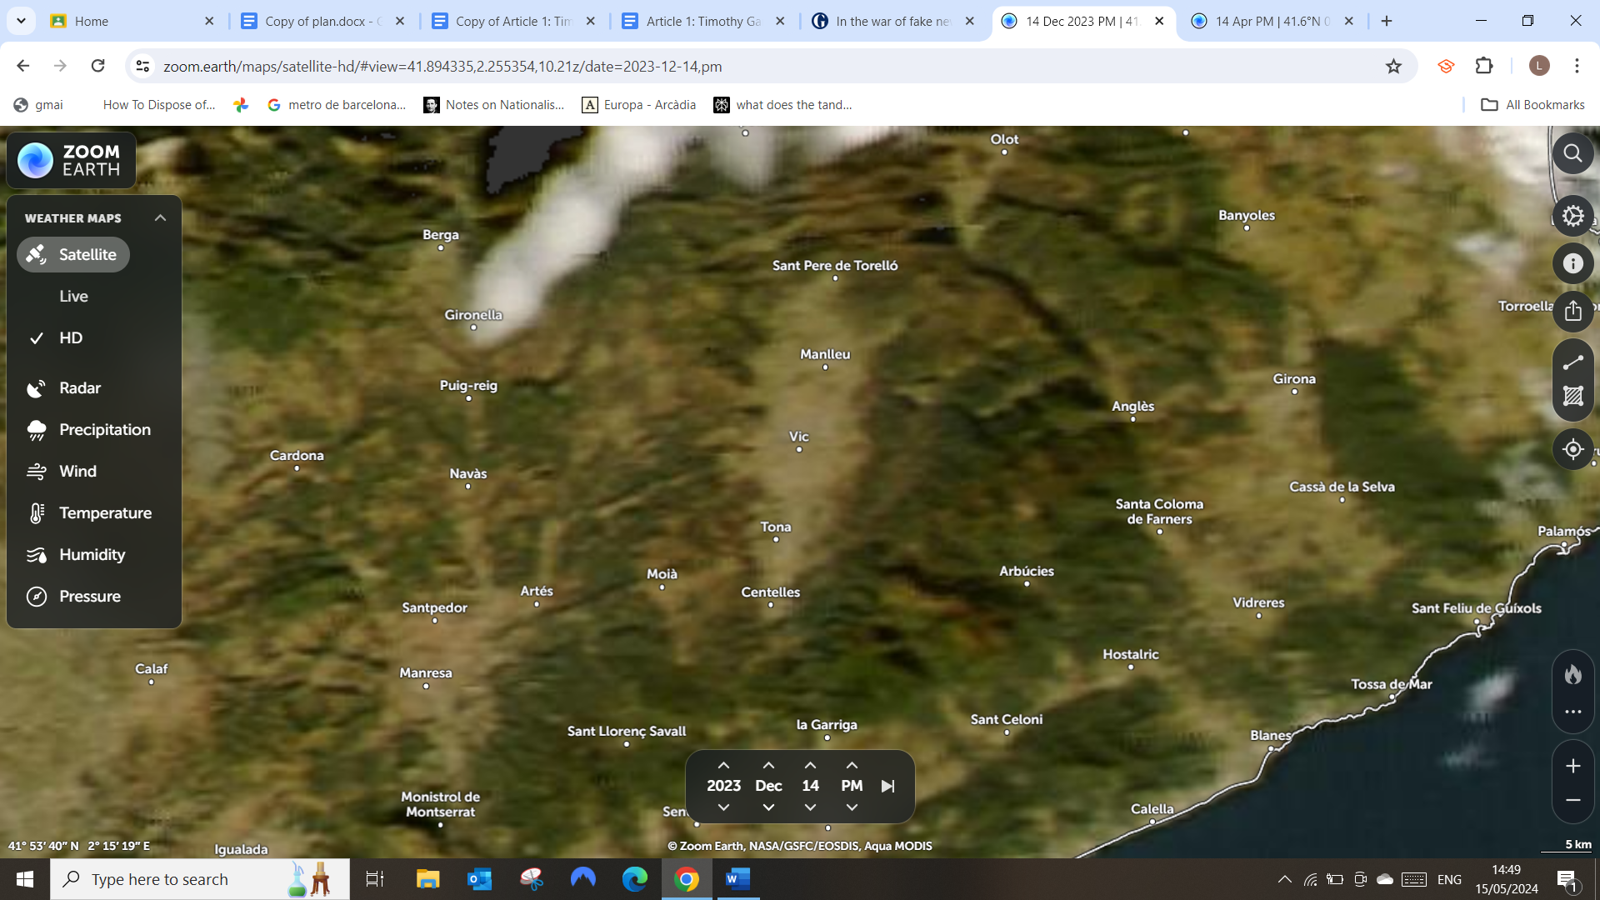 Home
Copy of plan.docx - G
Copy of Article 1: Tim
Article 1: Timothy Ga
In the war of fake ne
14 Dec 2023 PM | 41.
14 Apr PM | 41.6°N 0
zoom.earth/maps/satellite-hd/#view=41.894335,2.255354,10.21z/date=2023-12-14,pm
L
gmai
How To Dispose of...
metro de barcelona...
Notes on Nationalis...
A
Europa - Arcàdia
what does the tand...
All Bookmarks
ZOOM
EARTH
WEATHER MAPS
Satellite
Live
HD
Radar
Precipitation
Wind
Temperature
Humidity
Pressure
Olot
Banyoles
Berga
Sant Pere de Torelló
Torroella
Gironella
Manlleu
Girona
Puig-reig
Anglès
Vic
Cardona
Navàs
Cassà de la Selva
Santa Coloma
de Farners
Tona
Palamós
Moià
Arbúcies
Artés
Centelles
Santpedor
Vidreres
Sant Feliu de Guíxols
Hostalric
Calaf
Manresa
Tossa de Mar
Sant Celoni
la Garriga
Sant Llorenç Savall
Blanes
2023 Dec 14 PM
Monistrol de
Montserrat
Sen
Calella
41° 53' 40" N 2° 15' 19" E
Igualada
© Zoom Earth, NASA/GSFC/EOSDIS, Aqua MODIS
5 km
Type here to search
ENG
14:49
15/05/2024
1